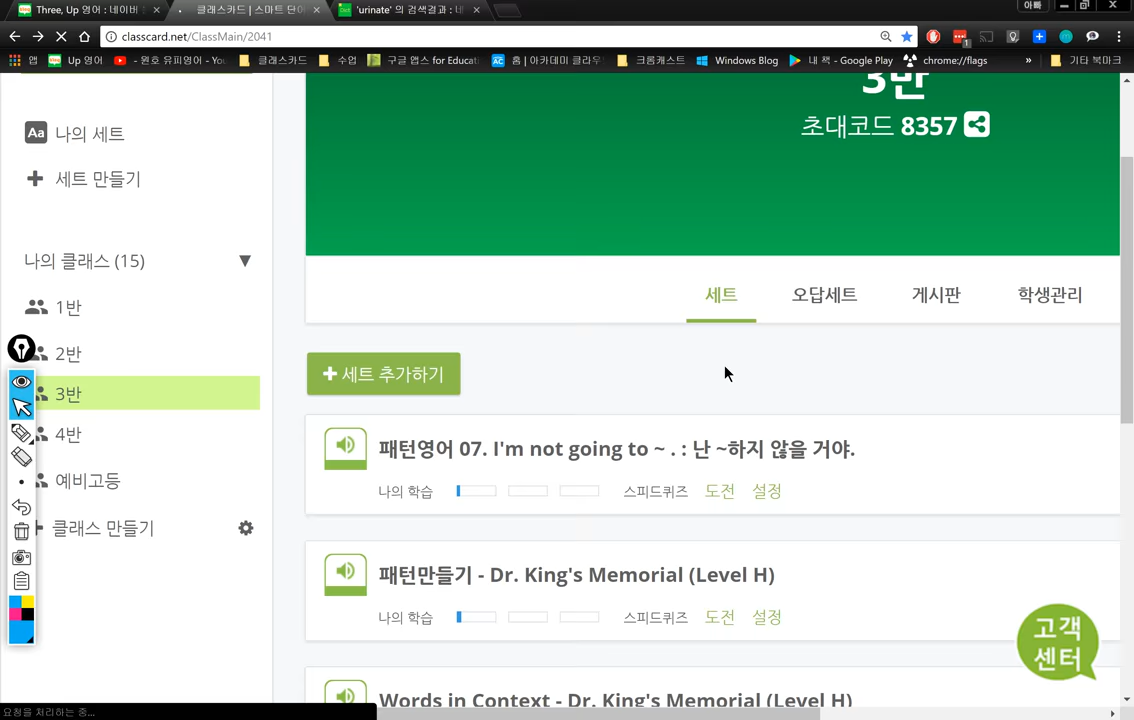 Three, Up 영어 : 네이버
클래스카드 | 스마트 단어
'urinate' 의 검색결과 : 네
아빠
classcard.net/ClassMain/2041
앱
Up 영어
- 원호 유피영어 - You
클래스카드
수업
구글 앱스 for Educati
홈 | 아카데미 클라우
크롬캐스트
Windows Blog
내 책 - Google Play
chrome://flags
»
기타 북마크
3반
초대코드 8357
Aa 나의 세트
+ 세트 만들기
나의 클래스 (15) ▼
1반
2반
3반
4반
예비고등
+ 클래스 만들기
세트
오답세트
게시판
학생관리
+ 세트 추가하기
패턴영어 07. I'm not going to ~ . : 난 ~하지 않을 거야.
나의 학습
스피드퀴즈 도전 설정
패턴만들기 - Dr. King's Memorial (Level H)
나의 학습
스피드퀴즈 도전 설정
Words in Context - Dr. King's Memorial (Level H)
고객
센터
요청을 처리하는 중...